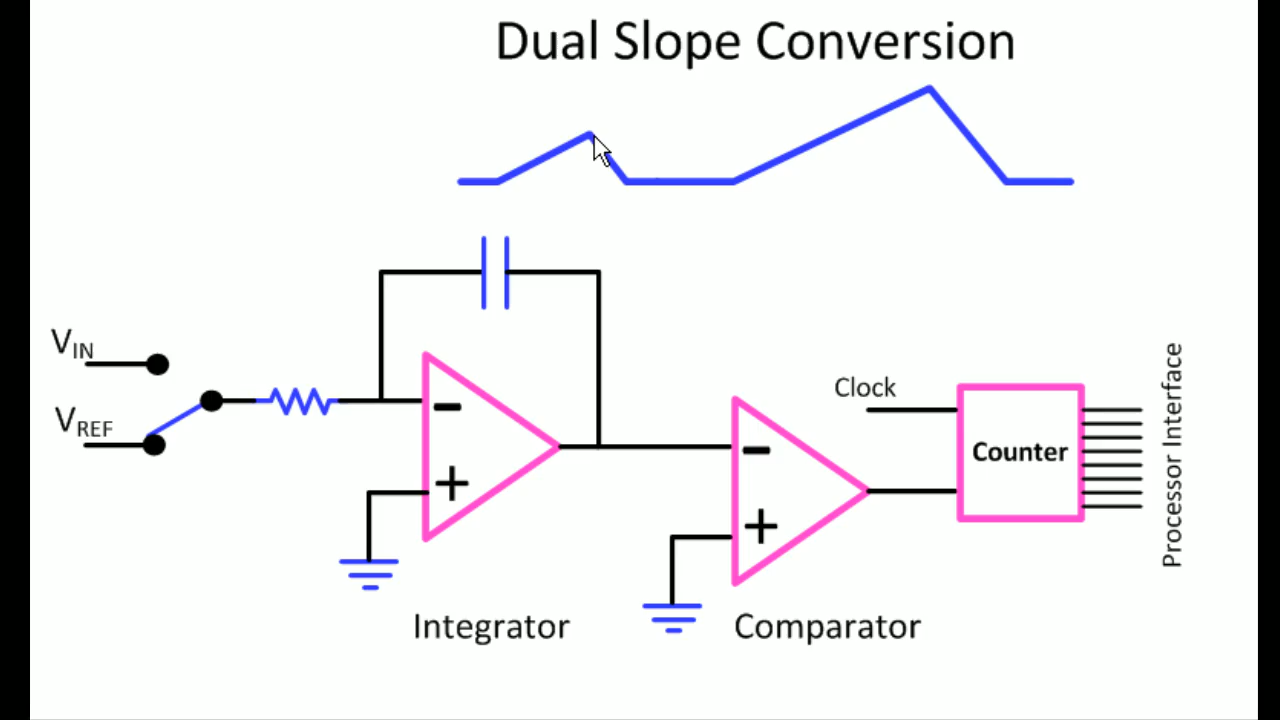 Dual Slope Conversion
VIN
VREF
Clock
Counter
Processor Interface
- 
+
-
+
Integrator
Comparator